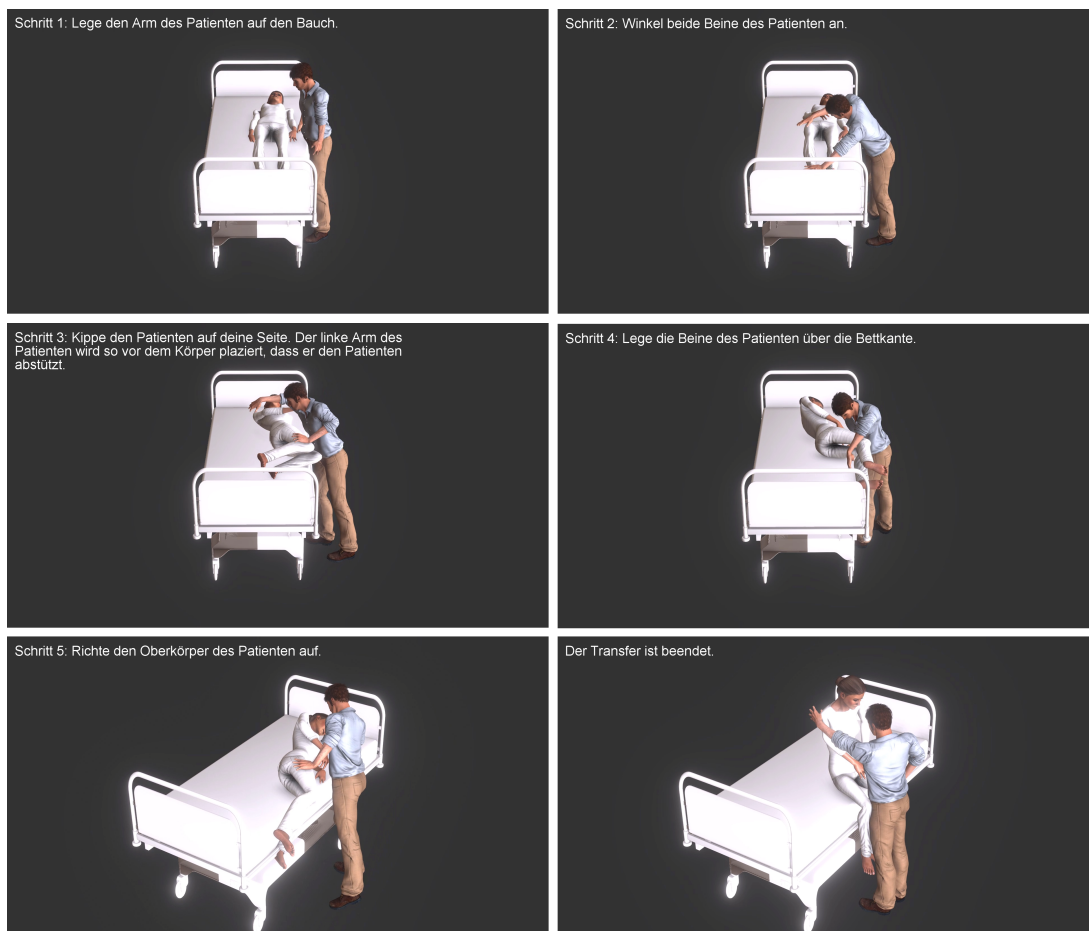 Schritt 1: Lege den Arm des Patienten auf den Bauch.
Schritt 2: Winkel beide Beine des Patienten an.
Schritt 3: Kippe den Patienten auf deine Seite. Der linke Arm des
Patienten wird so vor dem Körper plaziert, dass er den Patienten
abstützt.
Schritt 4: Lege die Beine des Patienten über die Bettkante.
Schritt 5: Richte den Oberkörper des Patienten auf.
Der Transfer ist beendet.